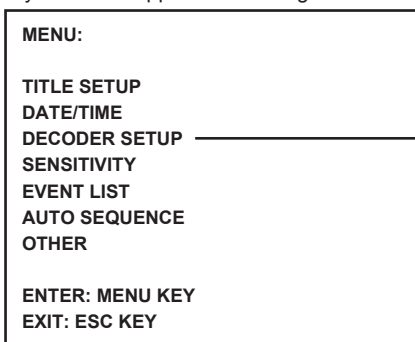 MENU:
TITLE SETUP
DATE/TIME
DECODER SETUP
SENSITIVITY
EVENT LIST
AUTO SEQUENCE
OTHER
ENTER: MENU KEY
EXIT: ESC KEY